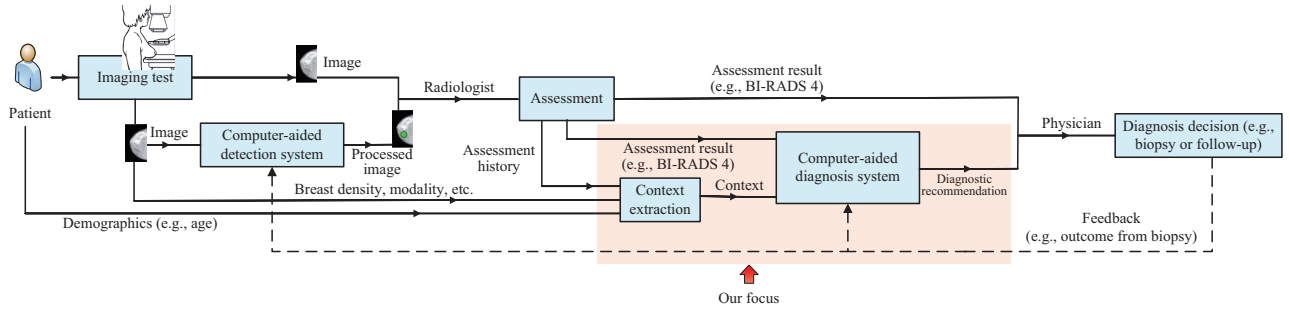 Patient
Imaging test
Image
Image
Computer-aided
detection system
Processed
image
Radiologist
Assessment
Assessment result
(e.g., BI-RADS 4)
Assessment
history
Assessment result
(e.g., BI-RADS 4)
Breast density, modality, etc.
Demographics (e.g., age)
Context
extraction
Context
Computer-aided
diagnosis system
Diagnostic
recommendation
Physician
Diagnosis decision (e.g.,
biopsy or follow-up)
Feedback
(e.g., outcome from biopsy)
Our focus